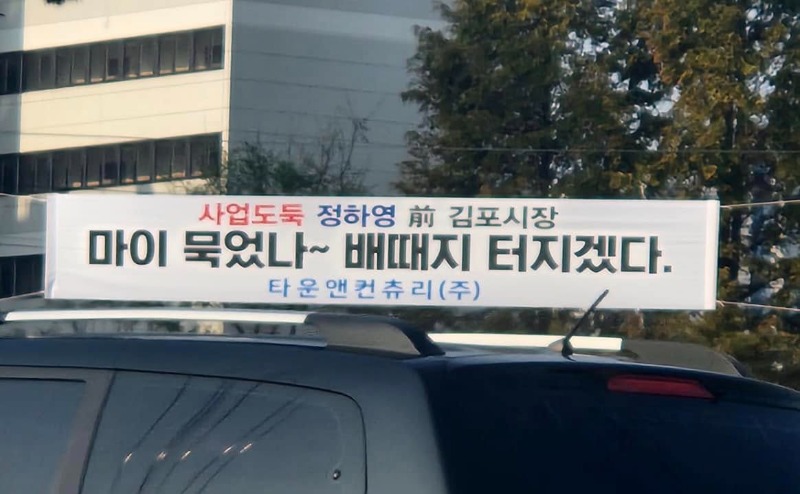 사업도둑 정하영 前 김포시장
마이 묵었나~ 배때지 터지겠다.
타운앤컨츄리(주)